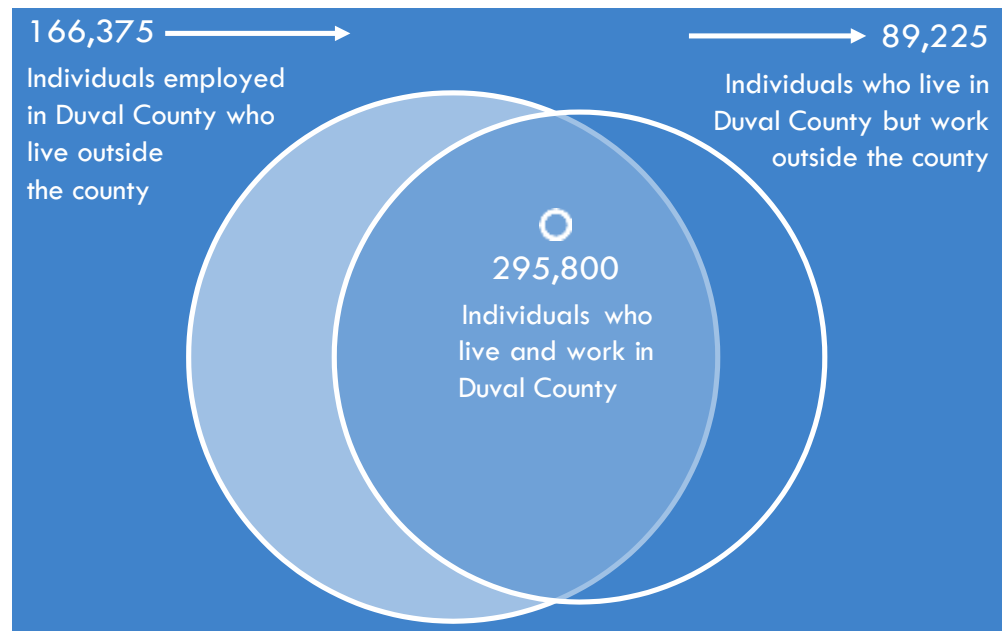 166,375
Individuals employed
in Duval County who
live outside
the county
89,225
Individuals who live in
Duval County but work
outside the county
295,800
Individuals who
live and work in
Duval County